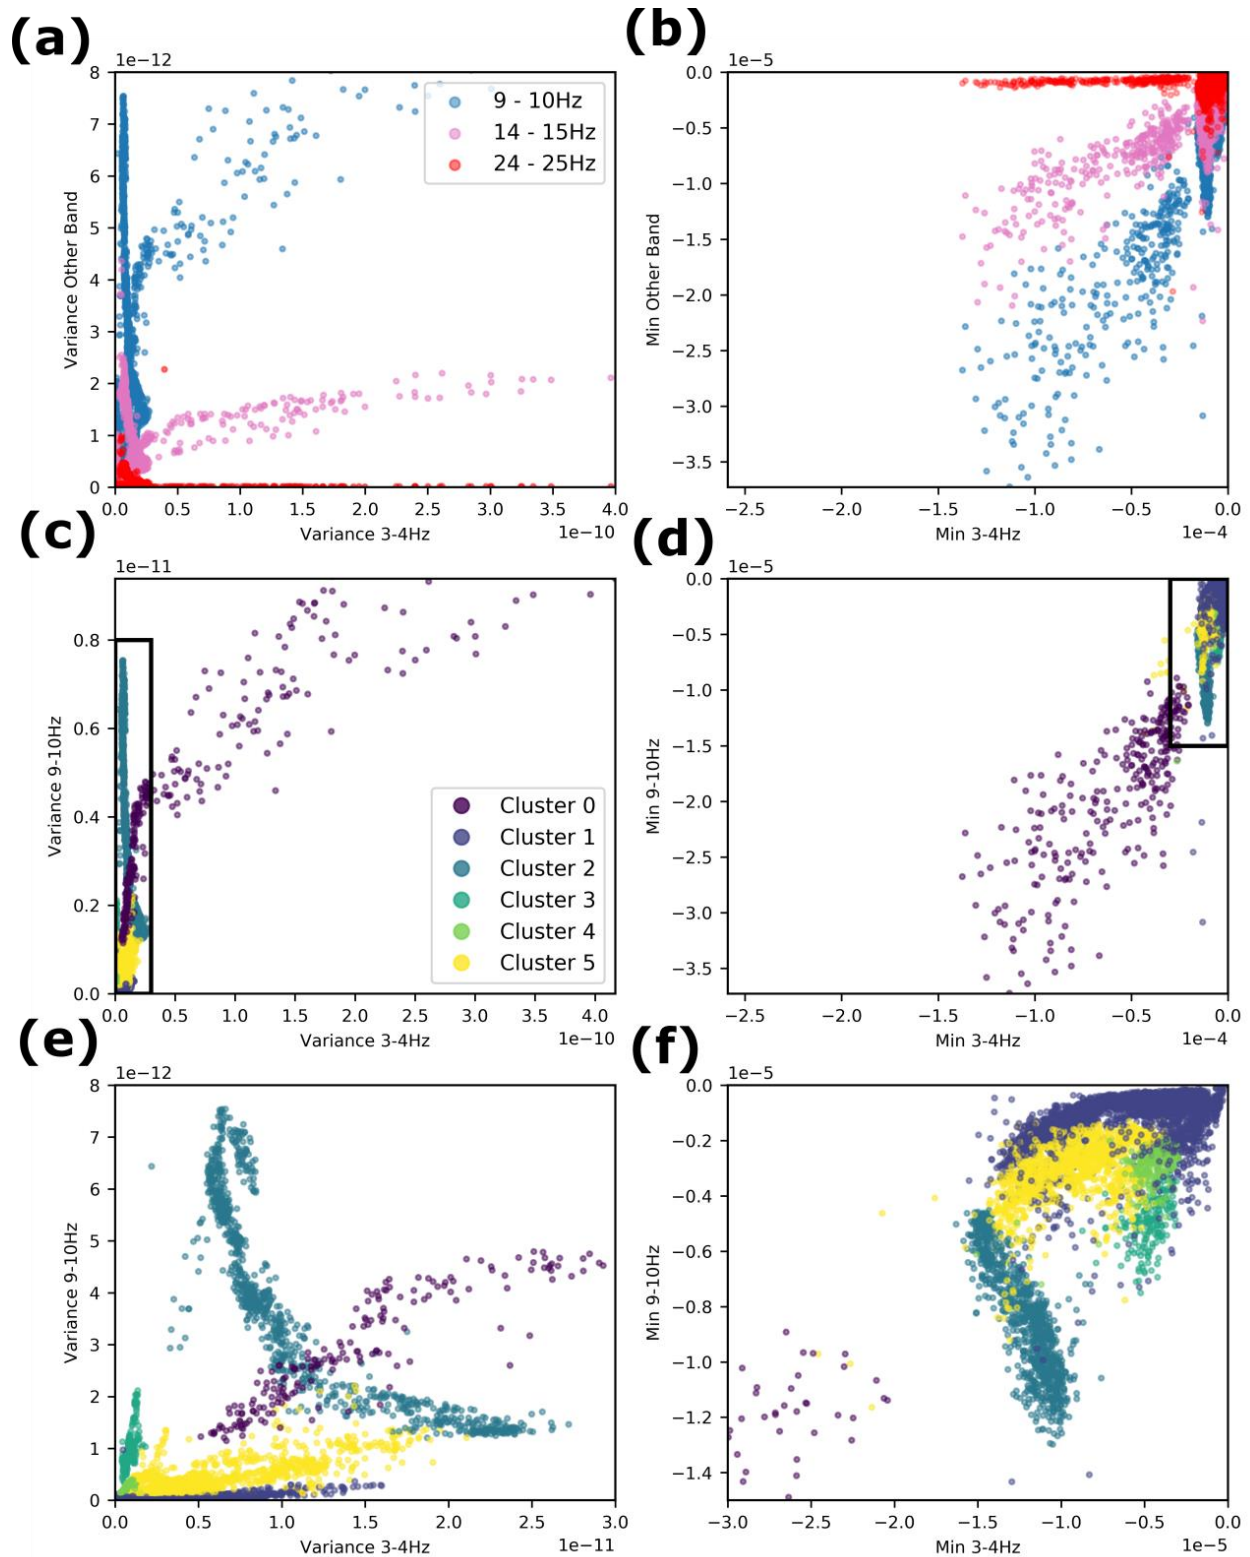 (a)
(b)
1e−12
8
7
6
5
4
3
2
1
0
Variance Other Band
9 - 10Hz
14 - 15Hz
24 - 25Hz
0.0 0.5 1.0 1.5 2.0 2.5 3.0 3.5 4.0
Variance 3-4Hz
1e−10
1e−5
0.0
−0.5
−1.0
−1.5
−2.0
−2.5
−3.0
−3.5
Min Other Band
−2.5 −2.0 −1.5 −1.0 −0.5 0.0
Min 3-4Hz
1e−4
(c)
(d)
1e−11
0.8
0.6
0.4
0.2
0.0
Variance 9-10Hz
Cluster 0
Cluster 1
Cluster 2
Cluster 3
Cluster 4
Cluster 5
0.0 0.5 1.0 1.5 2.0 2.5 3.0 3.5 4.0
Variance 3-4Hz
1e−10
1e−5
0.0
−0.5
−1.0
−1.5
−2.0
−2.5
−3.0
−3.5
Min 9-10Hz
−2.5 −2.0 −1.5 −1.0 −0.5 0.0
Min 3-4Hz
1e−4
(e)
(f)
1e−12
8
7
6
5
4
3
2
1
0
Variance 9-10Hz
0.0 0.5 1.0 1.5 2.0 2.5 3.0
Variance 3-4Hz
1e−11
1e−5
0.0
−0.2
−0.4
−0.6
−0.8
−1.0
−1.2
−1.4
Min 9-10Hz
−3.0 −2.5 −2.0 −1.5 −1.0 −0.5 0.0
Min 3-4Hz
1e−5